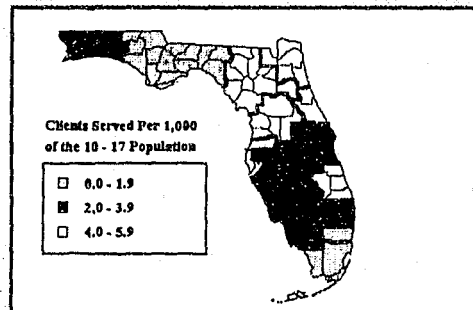 Clients Served Per 1,000
of the 10 - 17 Population
0.0 - 1.9
2.0 - 3.9
4.0 - 5.9